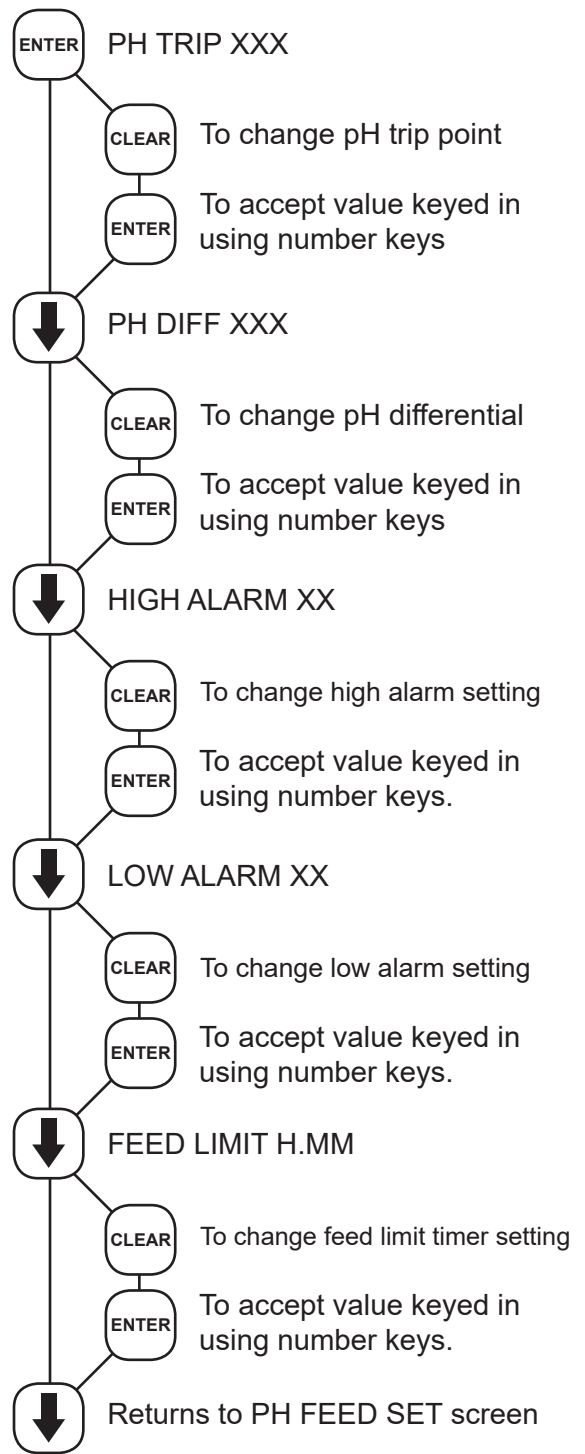 ENTER PH TRIP XXX
CLEAR To change pH trip point
ENTER To accept value keyed in
using number keys
PH DIFF XXX
CLEAR To change pH differential
ENTER To accept value keyed in
using number keys
HIGH ALARM XX
CLEAR To change high alarm setting
ENTER To accept value keyed in
using number keys.
LOW ALARM XX
CLEAR To change low alarm setting
ENTER To accept value keyed in
using number keys.
FEED LIMIT H.MM
CLEAR To change feed limit timer setting
ENTER To accept value keyed in
using number keys.
Returns to PH FEED SET screen